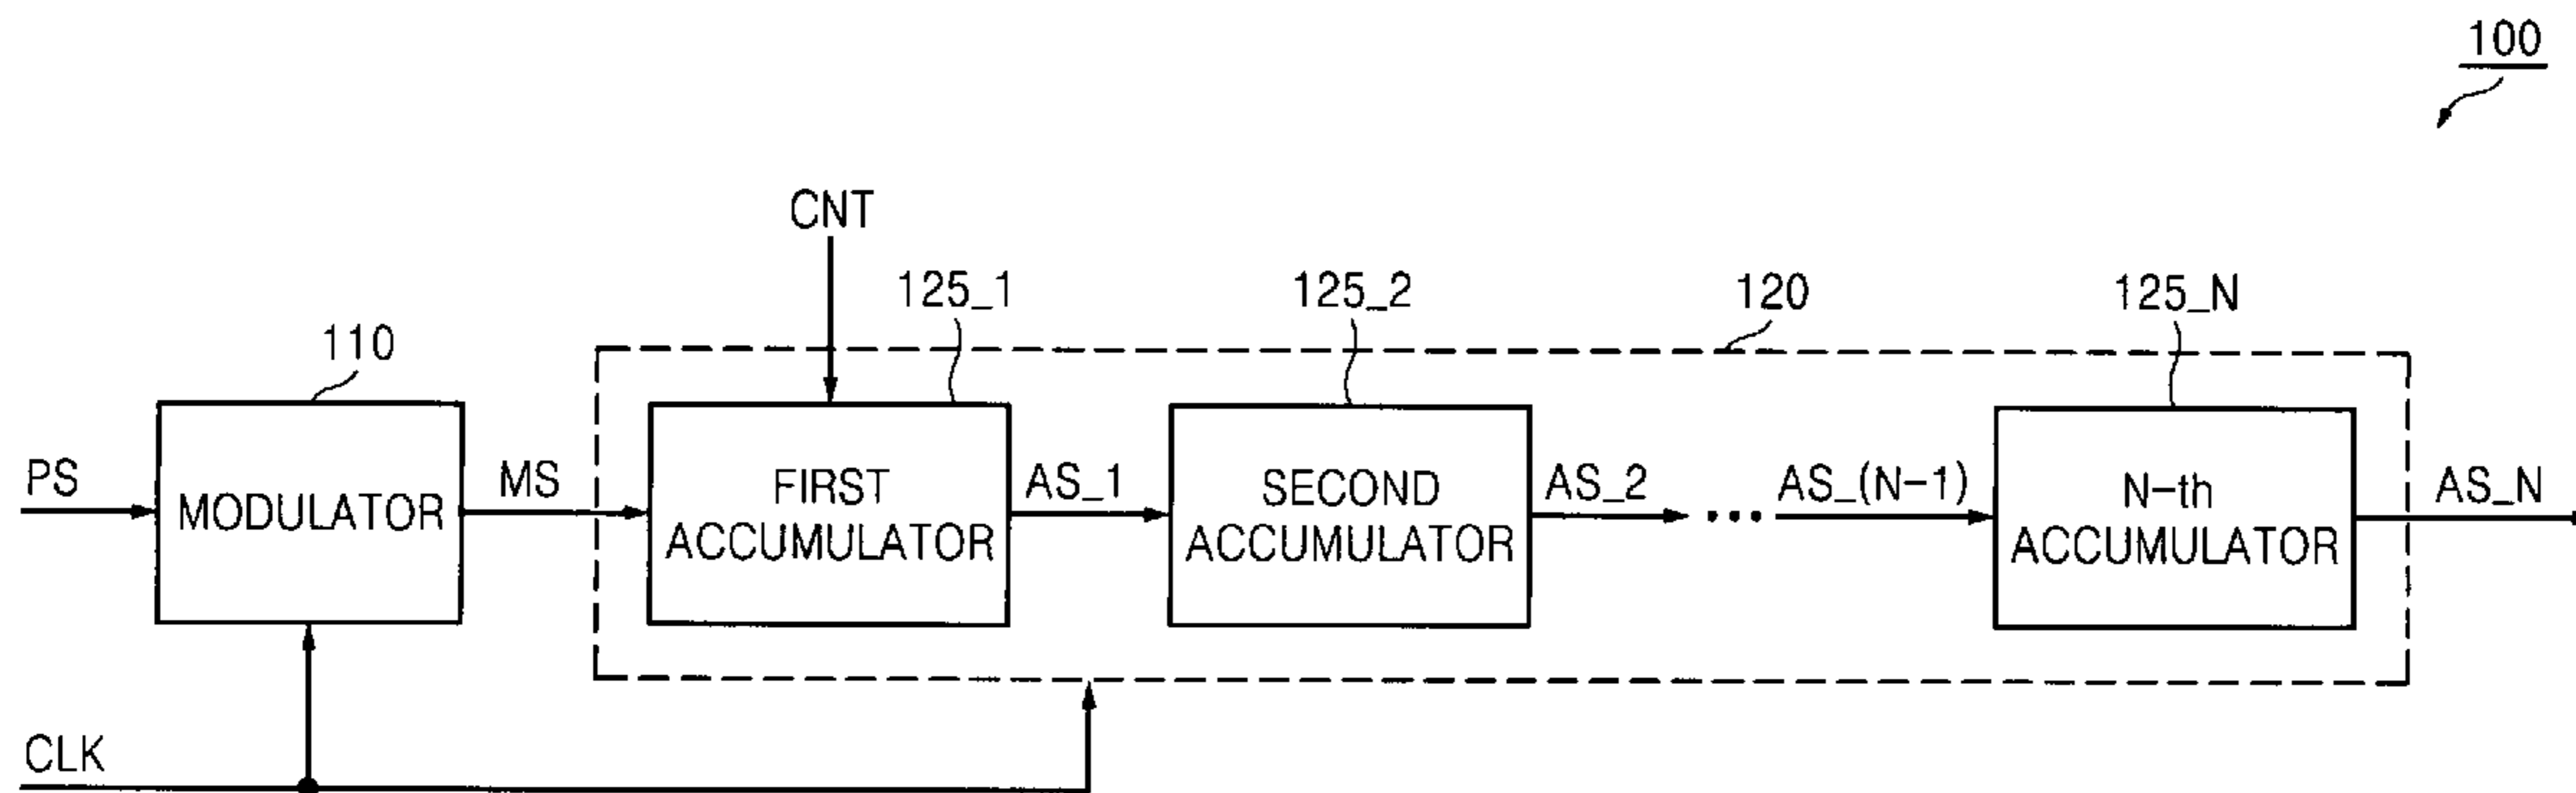 100
CNT
125_1
125_2
120
125_N
110
PS
MODULATOR
MS
FIRST
ACCUMULATOR
AS_1
SECOND
ACCUMULATOR
AS_2
...
AS_(N-1)
N-th
ACCUMULATOR
AS_N
CLK